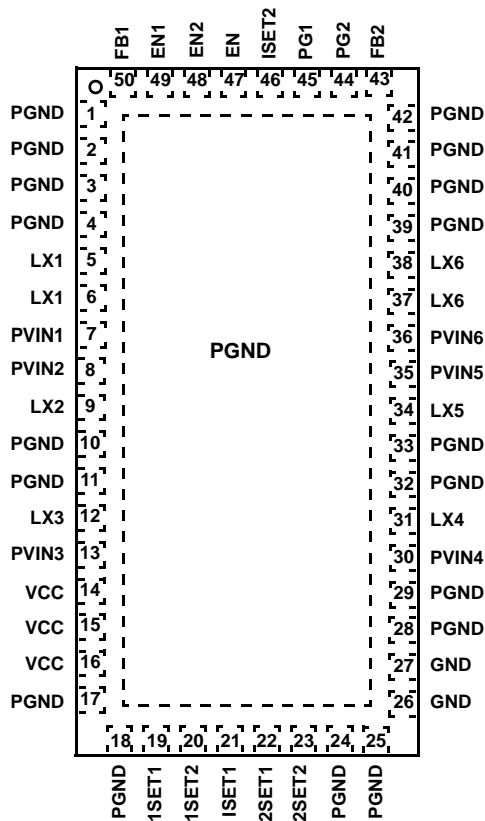 FB1 EN1 EN2 EN ISET2 PG1 PG2 FB2
50 49 48 47 46 45 44 43
PGND 1 42 PGND
PGND 2 41 PGND
PGND 3 40 PGND
PGND 4 39 PGND
LX1 5 38 LX6
LX1 6 37 LX6
PVIN1 7 36 PVIN6
PVIN2 8 35 PVIN5
PGND
LX2 9 34 LX5
PGND 10 33 PGND
PGND 11 32 PGND
LX3 12 31 LX4
PVIN3 13 30 PVIN4
VCC 14 29 PGND
VCC 15 28 PGND
VCC 16 27 GND
PGND 17 26 GND
18 19 20 21 22 23 24 25
PGND 1SET1 1SET2 ISET1 2SET1 2SET2 PGND PGND